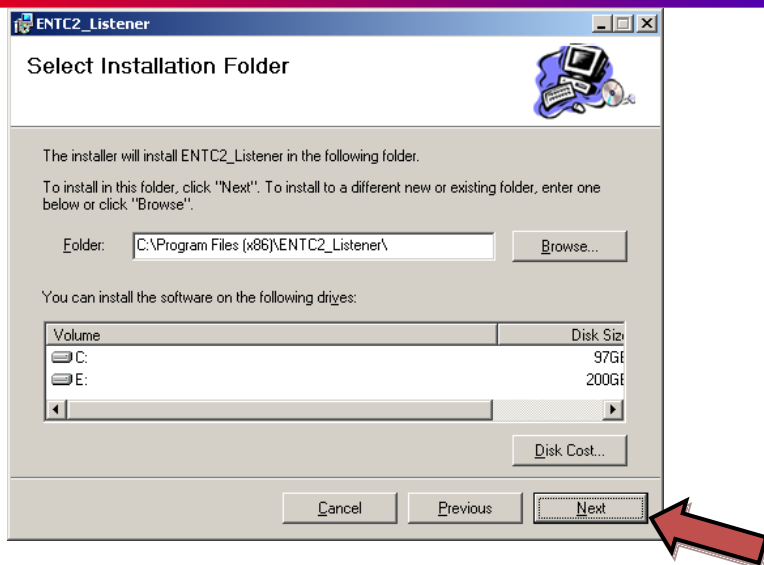 ENTC2_Listener
Select Installation Folder
The installer will install ENTC2_Listener in the following folder.
To install in this folder, click "Next". To install to a different new or existing folder, enter one
below or click "Browse".
Folder: C:\Program Files (x86)\ENTC2_Listener\ Browse...
You can install the software on the following drives:
Volume Disk Siz
C: 97GB
E: 200GB
Disk Cost...
Cancel Previous Next